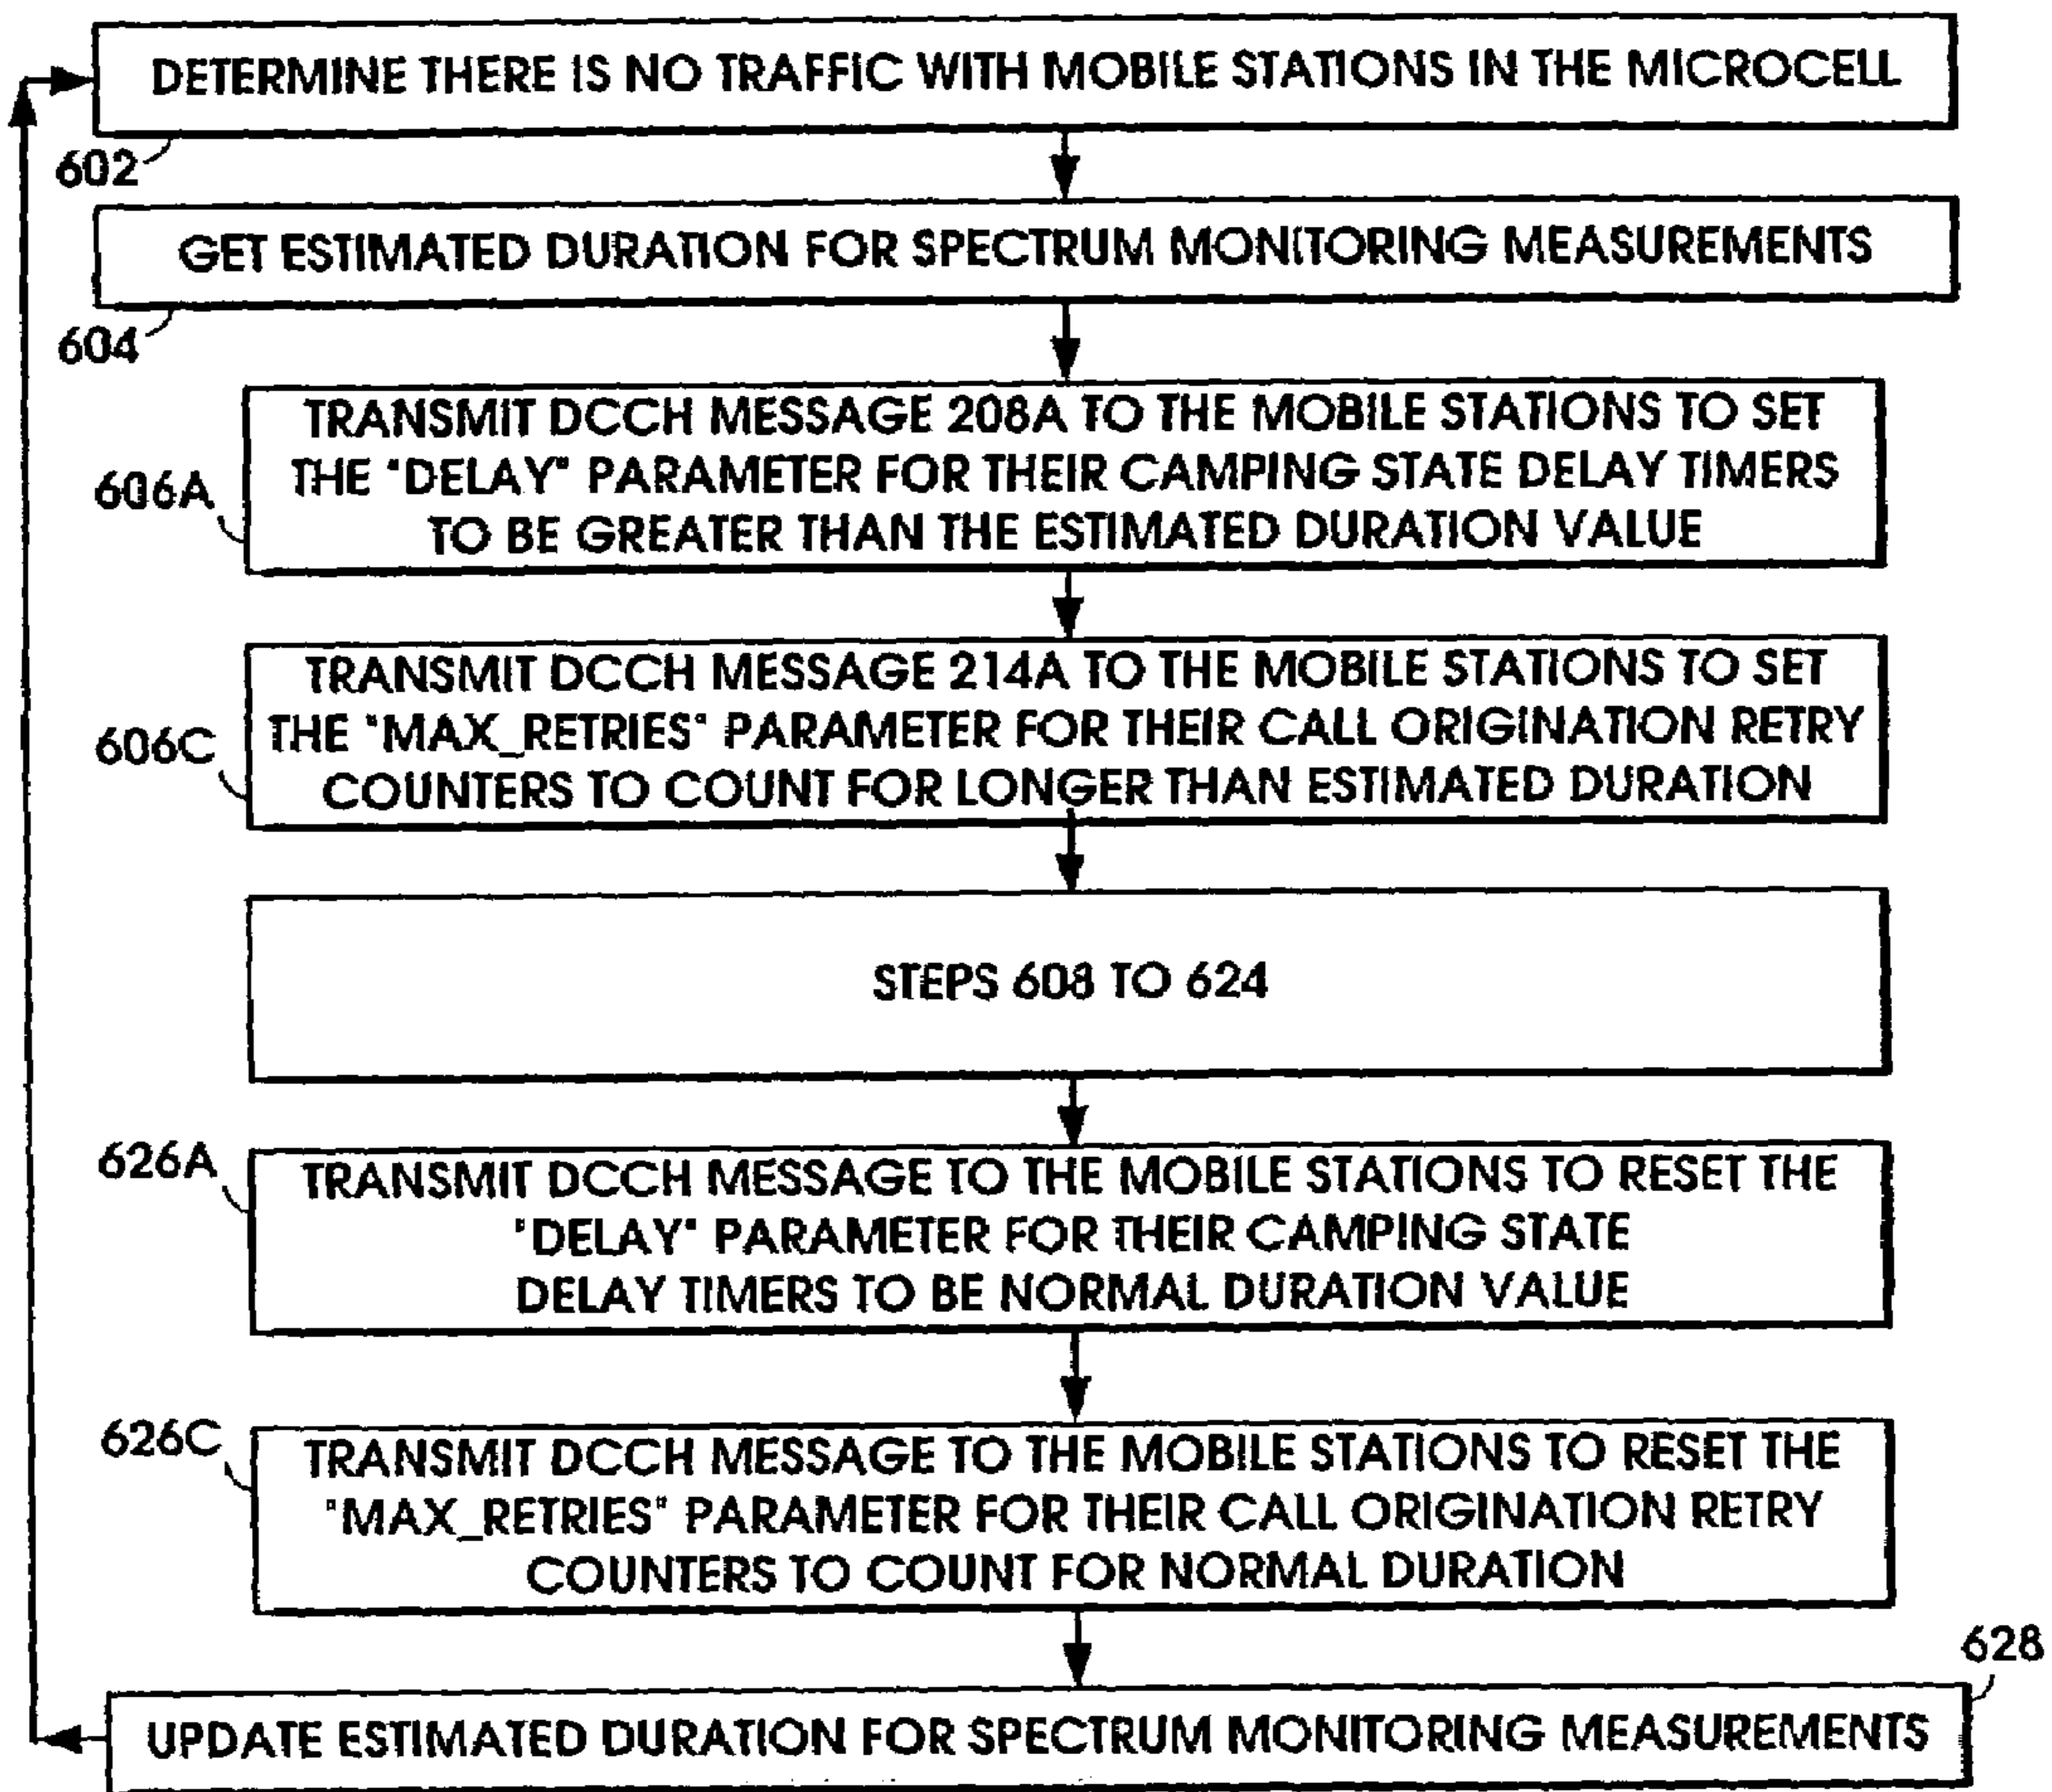 DETERMINE THERE IS NO TRAFFIC WITH MOBILE STATIONS IN THE MICROCELL
602
GET ESTIMATED DURATION FOR SPECTRUM MONITORING MEASUREMENTS
604
606A
TRANSMIT DCCH MESSAGE 208A TO THE MOBILE STATIONS TO SET
THE "DELAY" PARAMETER FOR THEIR CAMPING STATE DELAY TIMERS
TO BE GREATER THAN THE ESTIMATED DURATION VALUE
606C
TRANSMIT DCCH MESSAGE 214A TO THE MOBILE STATIONS TO SET
THE "MAX_RETRIES" PARAMETER FOR THEIR CALL ORIGINATION RETRY
COUNTERS TO COUNT FOR LONGER THAN ESTIMATED DURATION
STEPS 608 TO 624
626A
TRANSMIT DCCH MESSAGE TO THE MOBILE STATIONS TO RESET THE
"DELAY" PARAMETER FOR THEIR CAMPING STATE
DELAY TIMERS TO BE NORMAL DURATION VALUE
626C
TRANSMIT DCCH MESSAGE TO THE MOBILE STATIONS TO RESET THE
"MAX_RETRIES" PARAMETER FOR THEIR CALL ORIGINATION RETRY
COUNTERS TO COUNT FOR NORMAL DURATION
628
UPDATE ESTIMATED DURATION FOR SPECTRUM MONITORING MEASUREMENTS